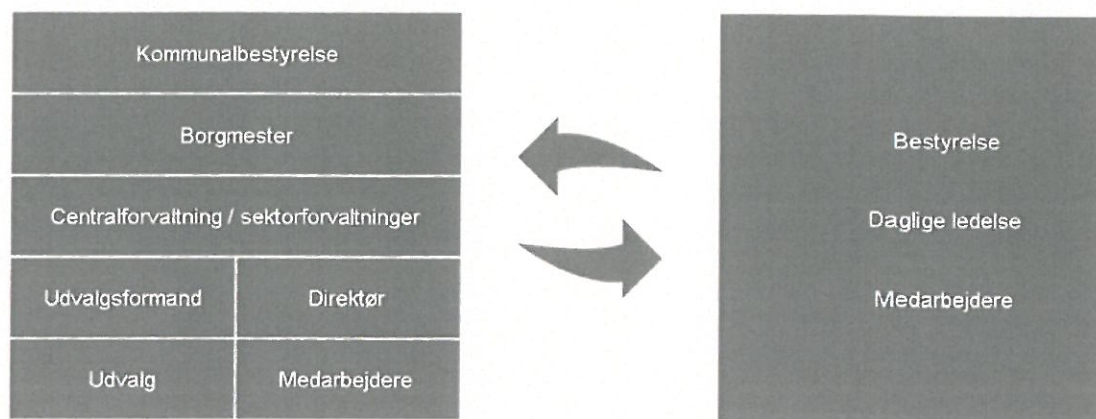 Kommunalbestyrelse
Borgmester
Centralforvaltning / sektorforvaltninger
Udvalgsformand
Direktør
Udvalg
Medarbejdere
Bestyrelse
Daglige ledelse
Medarbejdere